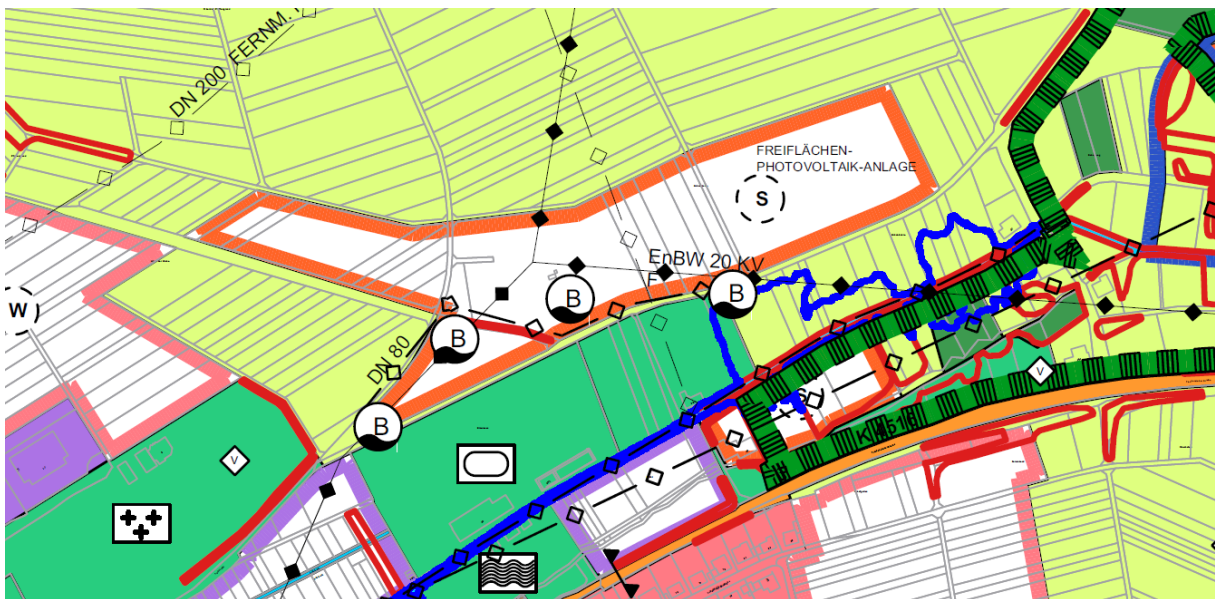 DN 200 FERNM.
FREIFLÄCHEN-
PHOTOVOLTAIK-ANLAGE
S
EnBW 20 KV
F
W
B
B
B
B
DN 80
V
V